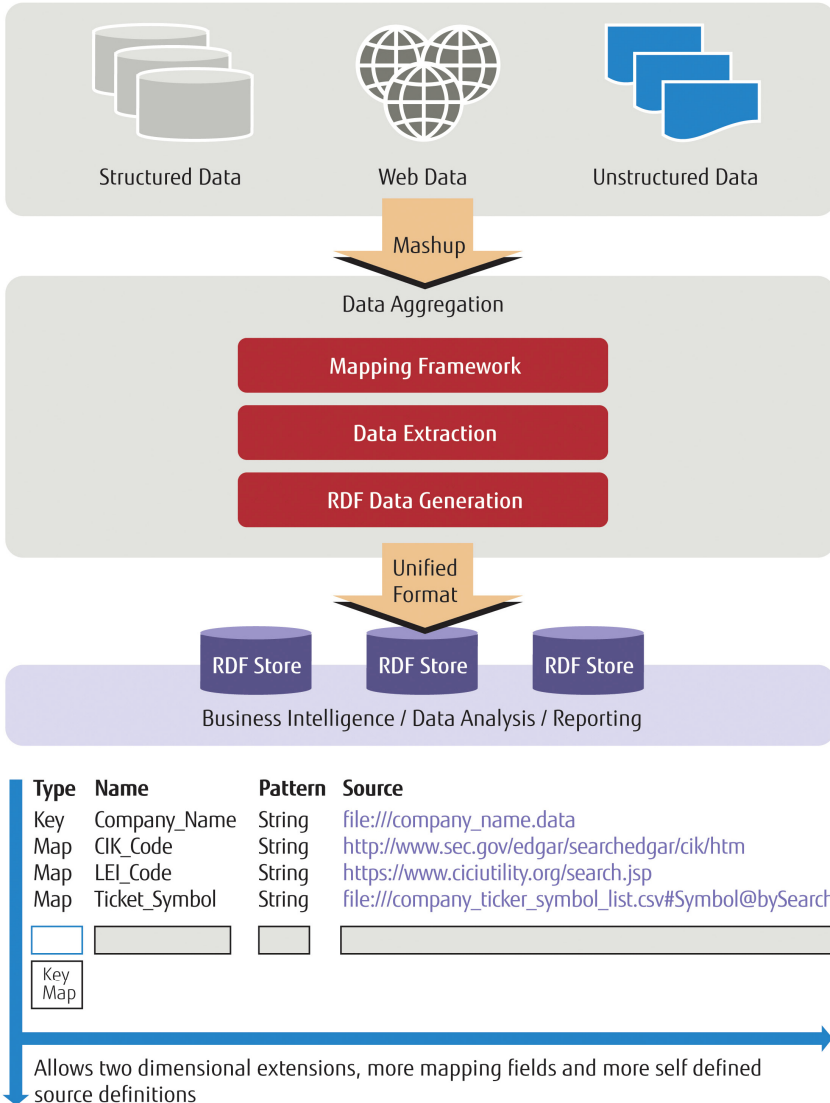 Structured Data Web Data Unstructured Data
Mashup
Data Aggregation
Mapping Framework
Data Extraction
RDF Data Generation
Unified
Format
RDF Store RDF Store RDF Store
Business Intelligence / Data Analysis / Reporting
Type Name Pattern Source
Key Company_Name String file:///company_name.data
Map CIK_Code String http://www.sec.gov/edgar/searchedgar/cik/htm
Map LEI_Code String https://www.ciciutility.org/search.jsp
Map Ticket_Symbol String file:///company_ticker_symbol_list.csv#Symbol@bySearch
Key
Map
Allows two dimensional extensions, more mapping fields and more self defined
source definitions